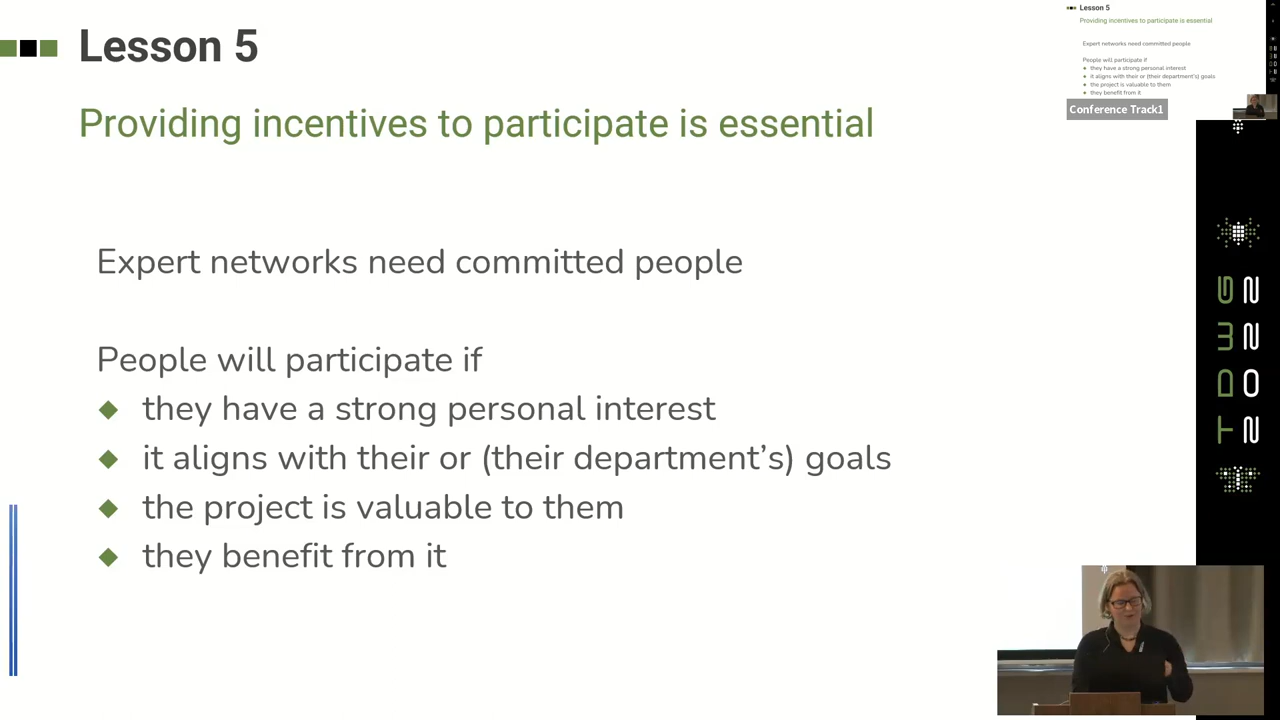 Lesson 5
Providing incentives to participate is essential
Expert networks need committed people
People will participate if
they have a strong personal interest
it aligns with their or (their department's) goals
the project is valuable to them
they benefit from it
Lesson 5
Providing incentives to participate is essential
Expert networks need committed people
People will participate if
they have a strong personal interest
it aligns with their or (their department's) goals
the project is valuable to them
they benefit from it
Conference Track1